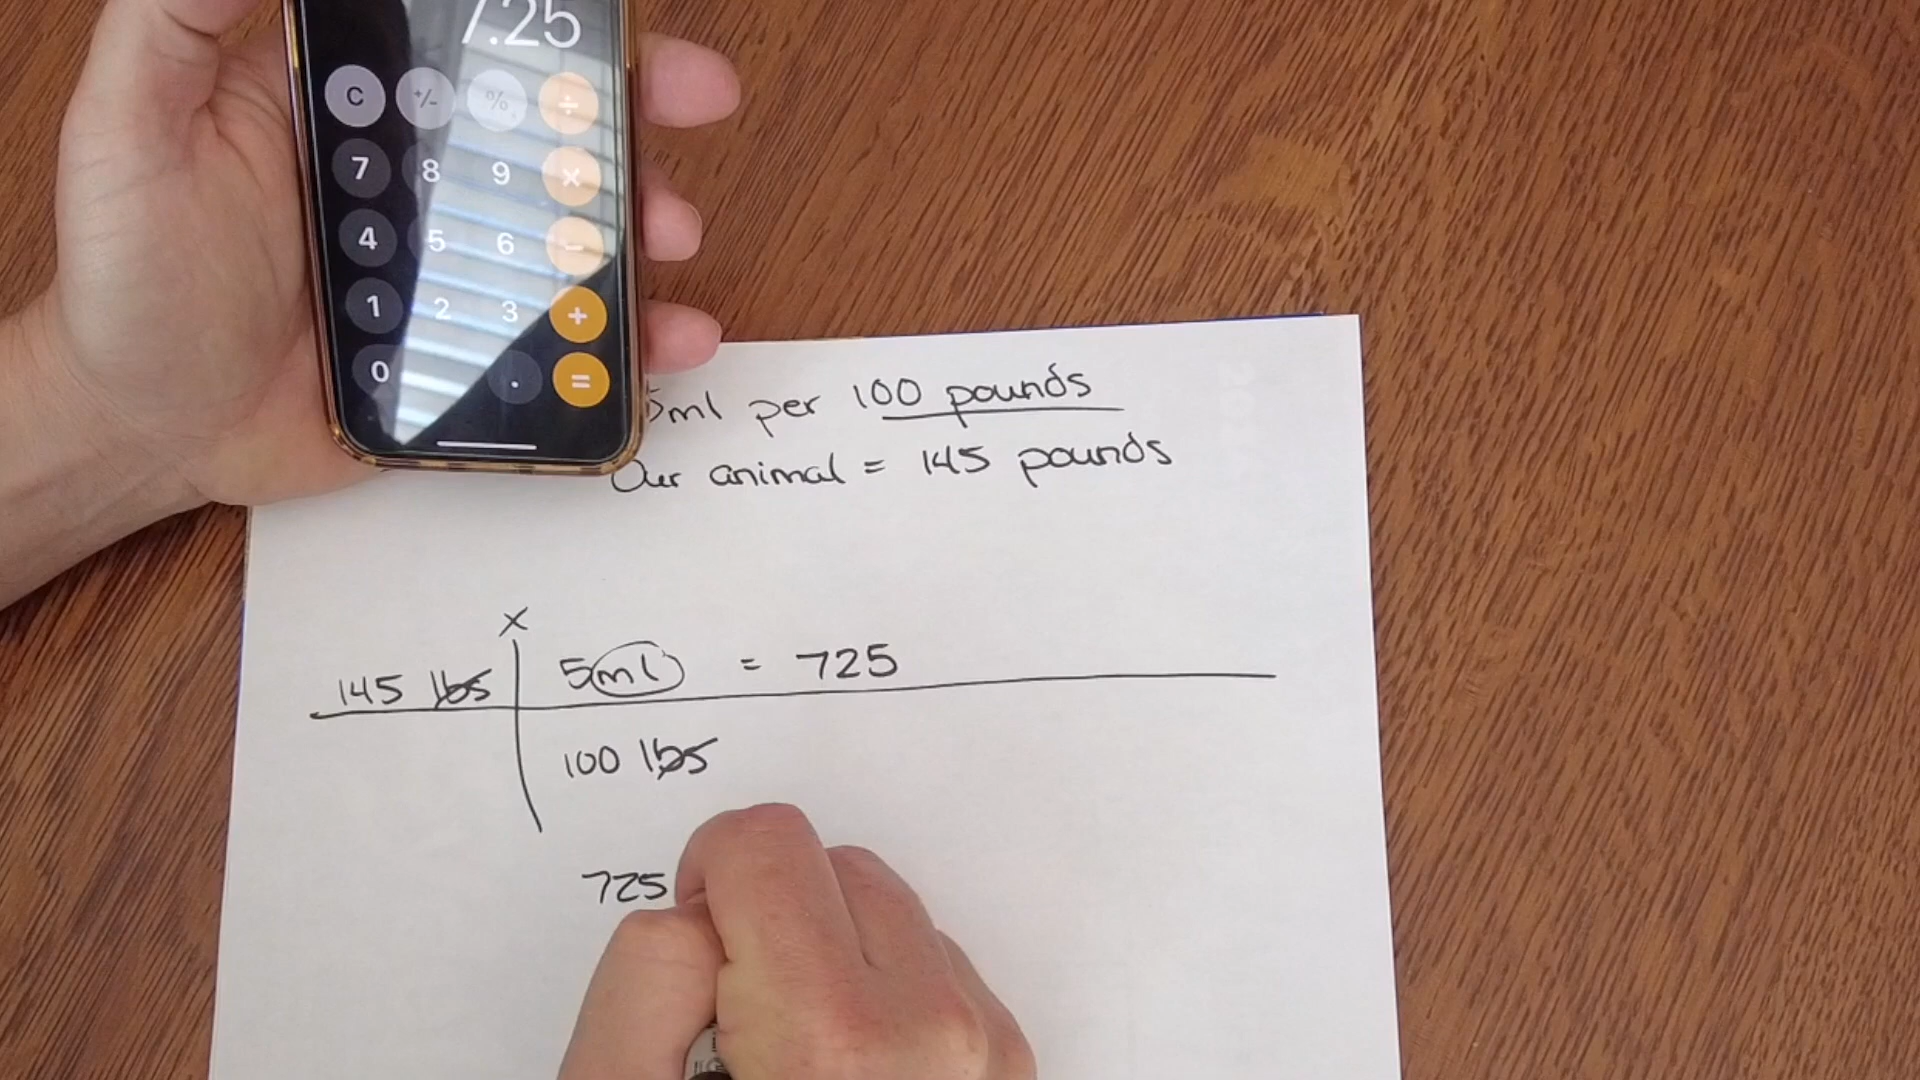 7.25
C +/- % ÷
7 8 9 ×
4 5 6 −
1 2 3 +
0 . =
5ml per 100 pounds
Our animal = 145 pounds
x
145 lbs 5ml = 725
100 lbs
725